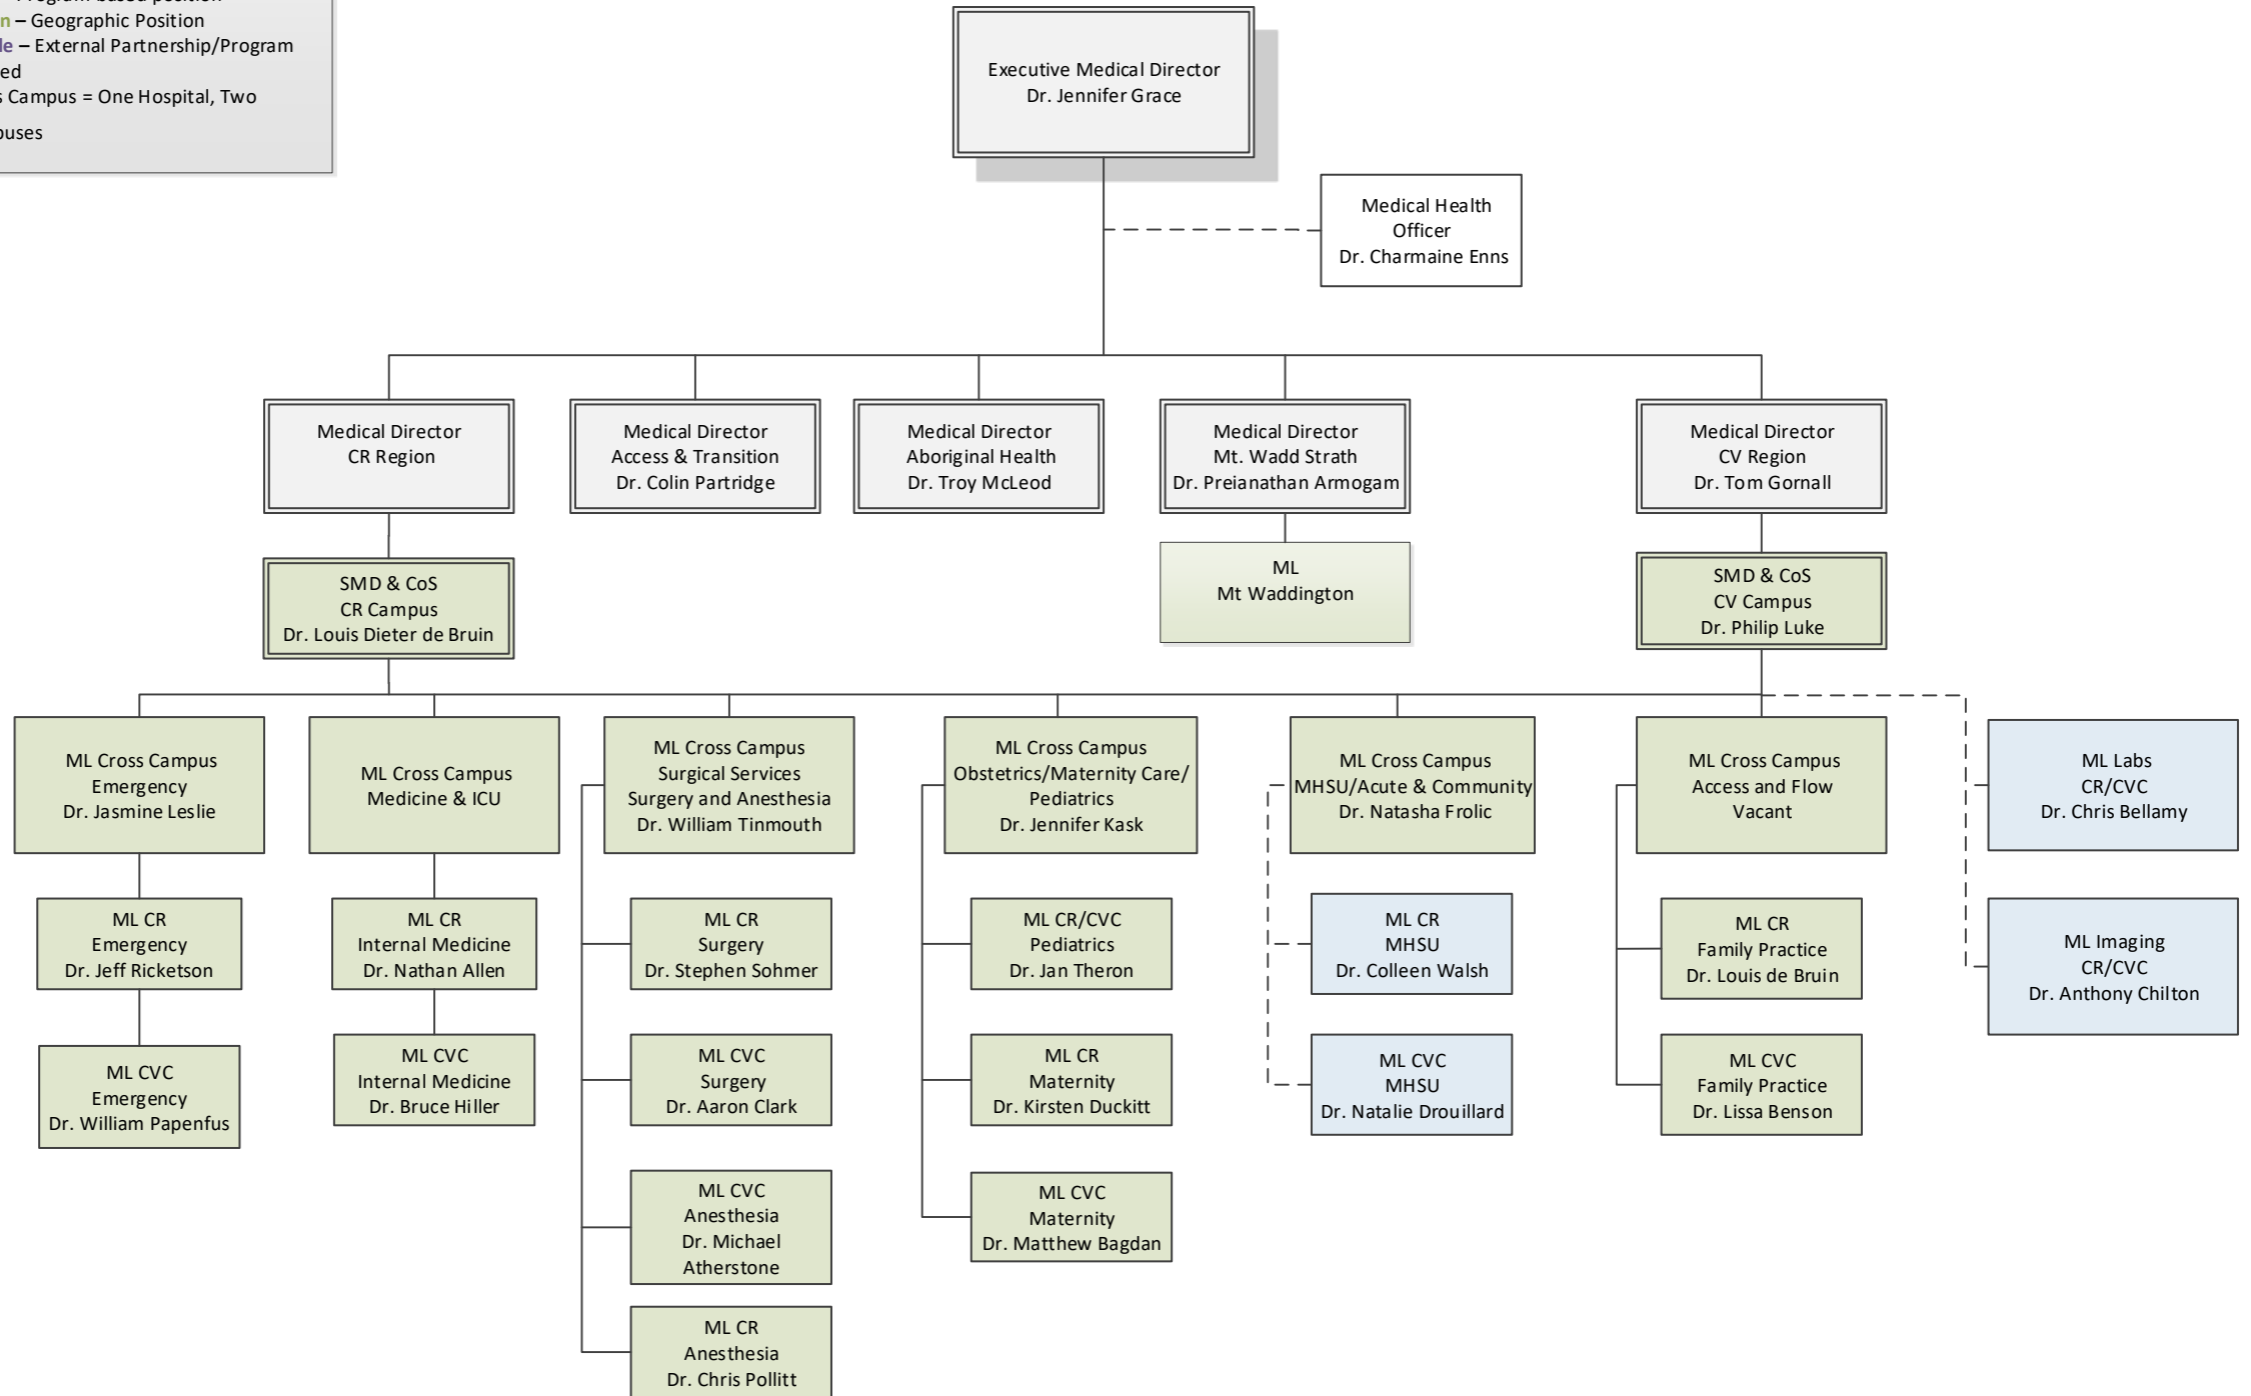 – Geographic Position
– External Partnership/Program
Campus = One Hospital, Two
Executive Medical Director
Dr. Jennifer Grace
Medical Health
Officer
Dr. Charmaine Enns
Medical Director
CR Region
Medical Director
Access & Transition
Dr. Colin Partridge
Medical Director
Aboriginal Health
Dr. Troy McLeod
Medical Director
Mt. Wadd Strath
Dr. Preianathan Armogam
Medical Director
CV Region
Dr. Tom Gornall
SMD & CoS
CR Campus
Dr. Louis Dieter de Bruin
ML
Mt Waddington
SMD & CoS
CV Campus
Dr. Philip Luke
ML Cross Campus
Emergency
Dr. Jasmine Leslie
ML Cross Campus
Medicine & ICU
ML Cross Campus
Surgical Services
Surgery and Anesthesia
Dr. William Tinmouth
ML Cross Campus
Obstetrics/Maternity Care/
Pediatrics
Dr. Jennifer Kask
ML Cross Campus
MHSU/Acute & Community
Dr. Natasha Frolic
ML Cross Campus
Access and Flow
Vacant
ML Labs
CR/CVC
Dr. Chris Bellamy
ML CR
Emergency
Dr. Jeff Ricketson
ML CR
Internal Medicine
Dr. Nathan Allen
ML CR
Surgery
Dr. Stephen Sohmer
ML CR/CVC
Pediatrics
Dr. Jan Theron
ML CR
MHSU
Dr. Colleen Walsh
ML CR
Family Practice
Dr. Louis de Bruin
ML Imaging
CR/CVC
Dr. Anthony Chilton
ML CVC
Emergency
Dr. William Papenfus
ML CVC
Internal Medicine
Dr. Bruce Hiller
ML CVC
Surgery
Dr. Aaron Clark
ML CR
Maternity
Dr. Kirsten Duckitt
ML CVC
MHSU
Dr. Natalie Drouillard
ML CVC
Family Practice
Dr. Lissa Benson
ML CVC
Anesthesia
Dr. Michael
Atherstone
ML CVC
Maternity
Dr. Matthew Bagdan
ML CR
Anesthesia
Dr. Chris Pollitt